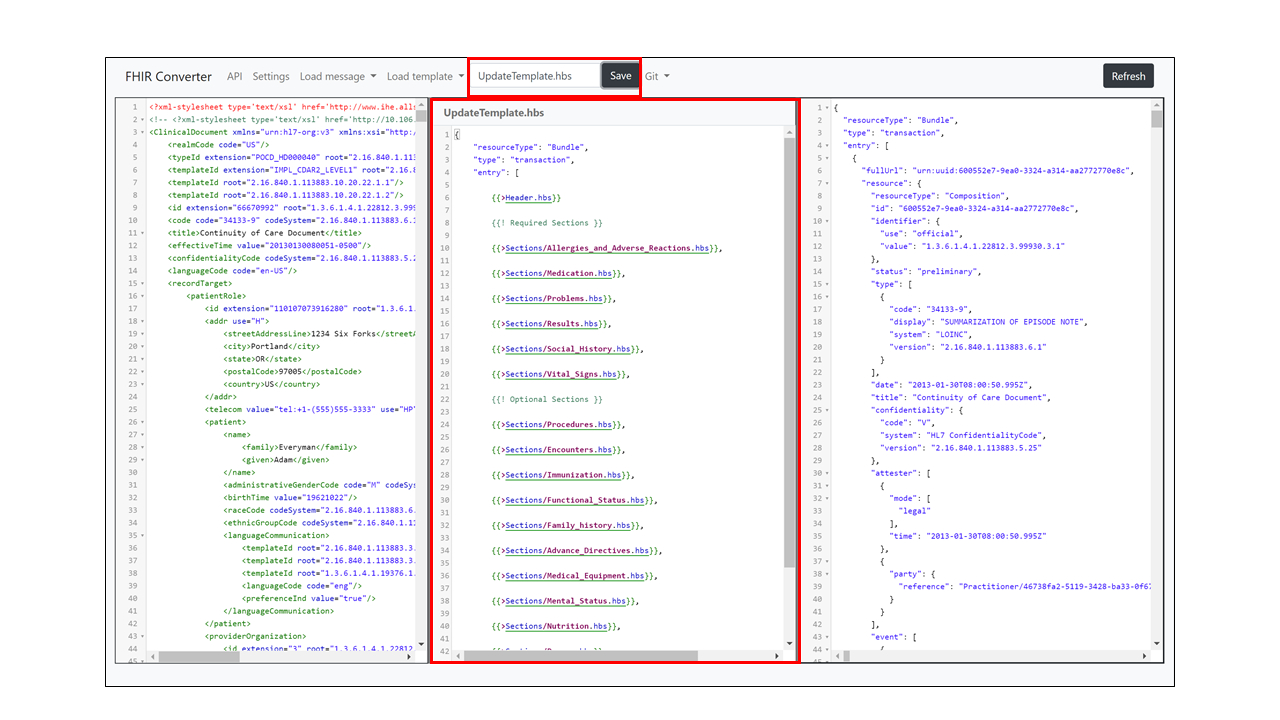 FHIR Converter API Settings Load message Load template UpdateTemplate.hbs Save Git Refresh
1 <?xml-stylesheet type='text/xsl' href='http://www.ihe.alls
2 <!-- <?xml-stylesheet type='text/xsl' href='http://10.106.
3 <ClinicalDocument xmlns="urn:hl7-org:v3" xmlns:xsi="http:/
4 <realmCode code="US"/>
5 <typeId extension="POCD_HD000040" root="2.16.840.1.113
6 <templateId extension="IMPL_CDAR2_LEVEL1" root="2.16.8
7 <templateId root="2.16.840.1.113883.10.20.22.1.1"/>
8 <templateId root="2.16.840.1.113883.10.20.22.1.2"/>
9 <id extension="66670992" root="1.3.6.1.4.1.22812.3.999
10 <code code="34133-9" codeSystem="2.16.840.1.113883.6.1
11 <title>Continuity of Care Document</title>
12 <effectiveTime value="20130130080051-0500"/>
13 <confidentialityCode codeSystem="2.16.840.1.113883.5.2
14 <languageCode code="en-US"/>
15 <recordTarget>
16 <patientRole>
17 <id extension="110107073916280" root="1.3.6.1.
18 <addr use="H">
19 <streetAddressLine>1234 Six Forks</streetA
20 <city>Portland</city>
21 <state>OR</state>
22 <postalCode>97005</postalCode>
23 <country>US</country>
24 </addr>
25 <telecom value="tel:+1-(555)555-3333" use="HP"
26 <patient>
27 <name>
28 <family>Everyman</family>
29 <given>Adam</given>
30 </name>
31 <administrativeGenderCode code="M" codeSys
32 <birthTime value="19621022"/>
33 <raceCode codeSystem="2.16.840.1.113883.6.
34 <ethnicGroupCode codeSystem="2.16.840.1.11
35 <languageCommunication>
36 <templateId root="2.16.840.1.113883.3.
37 <templateId root="2.16.840.1.113883.3.
38 <templateId root="1.3.6.1.4.1.19376.1.
39 <languageCode code="eng"/>
40 <preferenceInd value="true"/>
41 </languageCommunication>
42 </patient>
43 <providerOrganization>
44 <id extension="3" root="1.3.6.1.4.1.22812
45
UpdateTemplate.hbs
1 {
2 "resourceType": "Bundle",
3 "type": "transaction",
4 "entry": [
5
6 {{>Header.hbs}}
7
8 {{! Required Sections }}
9
10 {{>Sections/Allergies_and_Adverse_Reactions.hbs}},
11
12 {{>Sections/Medication.hbs}},
13
14 {{>Sections/Problems.hbs}},
15
16 {{>Sections/Results.hbs}},
17
18 {{>Sections/Social_History.hbs}},
19
20 {{>Sections/Vital_Signs.hbs}},
21
22 {{! Optional Sections }}
23
24 {{>Sections/Procedures.hbs}},
25
26 {{>Sections/Encounters.hbs}},
27
28 {{>Sections/Immunization.hbs}},
29
30 {{>Sections/Functional_Status.hbs}},
31
32 {{>Sections/Family_history.hbs}},
33
34 {{>Sections/Advance_Directives.hbs}},
35
36 {{>Sections/Medical_Equipment.hbs}},
37
38 {{>Sections/Mental_Status.hbs}},
39
40 {{>Sections/Nutrition.hbs}},
41
42
1 {
2 "resourceType": "Bundle",
3 "type": "transaction",
4 "entry": [
5 {
6 "fullUrl": "urn:uuid:600552e7-9ea0-3324-a314-aa2772770e8c",
7 "resource": {
8 "resourceType": "Composition",
9 "id": "600552e7-9ea0-3324-a314-aa2772770e8c",
10 "identifier": {
11 "use": "official",
12 "value": "1.3.6.1.4.1.22812.3.99930.3.1"
13 },
14 "status": "preliminary",
15 "type": [
16 {
17 "code": "34133-9",
18 "display": "SUMMARIZATION OF EPISODE NOTE",
19 "system": "LOINC",
20 "version": "2.16.840.1.113883.6.1"
21 }
22 ],
23 "date": "2013-01-30T08:00:50.995Z",
24 "title": "Continuity of Care Document",
25 "confidentiality": {
26 "code": "V",
27 "system": "HL7 ConfidentialityCode",
28 "version": "2.16.840.1.113883.5.25"
29 },
30 "attester": [
31 {
32 "mode": [
33 "legal"
34 ],
35 "time": "2013-01-30T08:00:50.995Z"
36 },
37 {
38 "party": {
39 "reference": "Practitioner/46738fa2-5119-3428-ba33-0f67
40 }
41 }
42 ],
43 "event": [
44 {
45